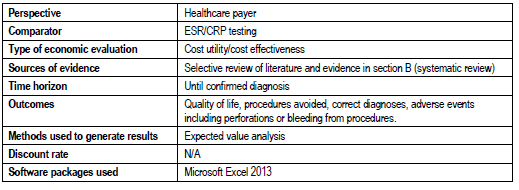 Perspective Healthcare payer
Comparator ESR/CRP testing
Type of economic evaluation Cost utility/cost effectiveness
Sources of evidence Selective review of literature and evidence in section B (systematic review)
Time horizon Until confirmed diagnosis
Outcomes Quality of life, procedures avoided, correct diagnoses, adverse events
including perforations or bleeding from procedures.
Methods used to generate results Expected value analysis
Discount rate N/A
Software packages used Microsoft Excel 2013